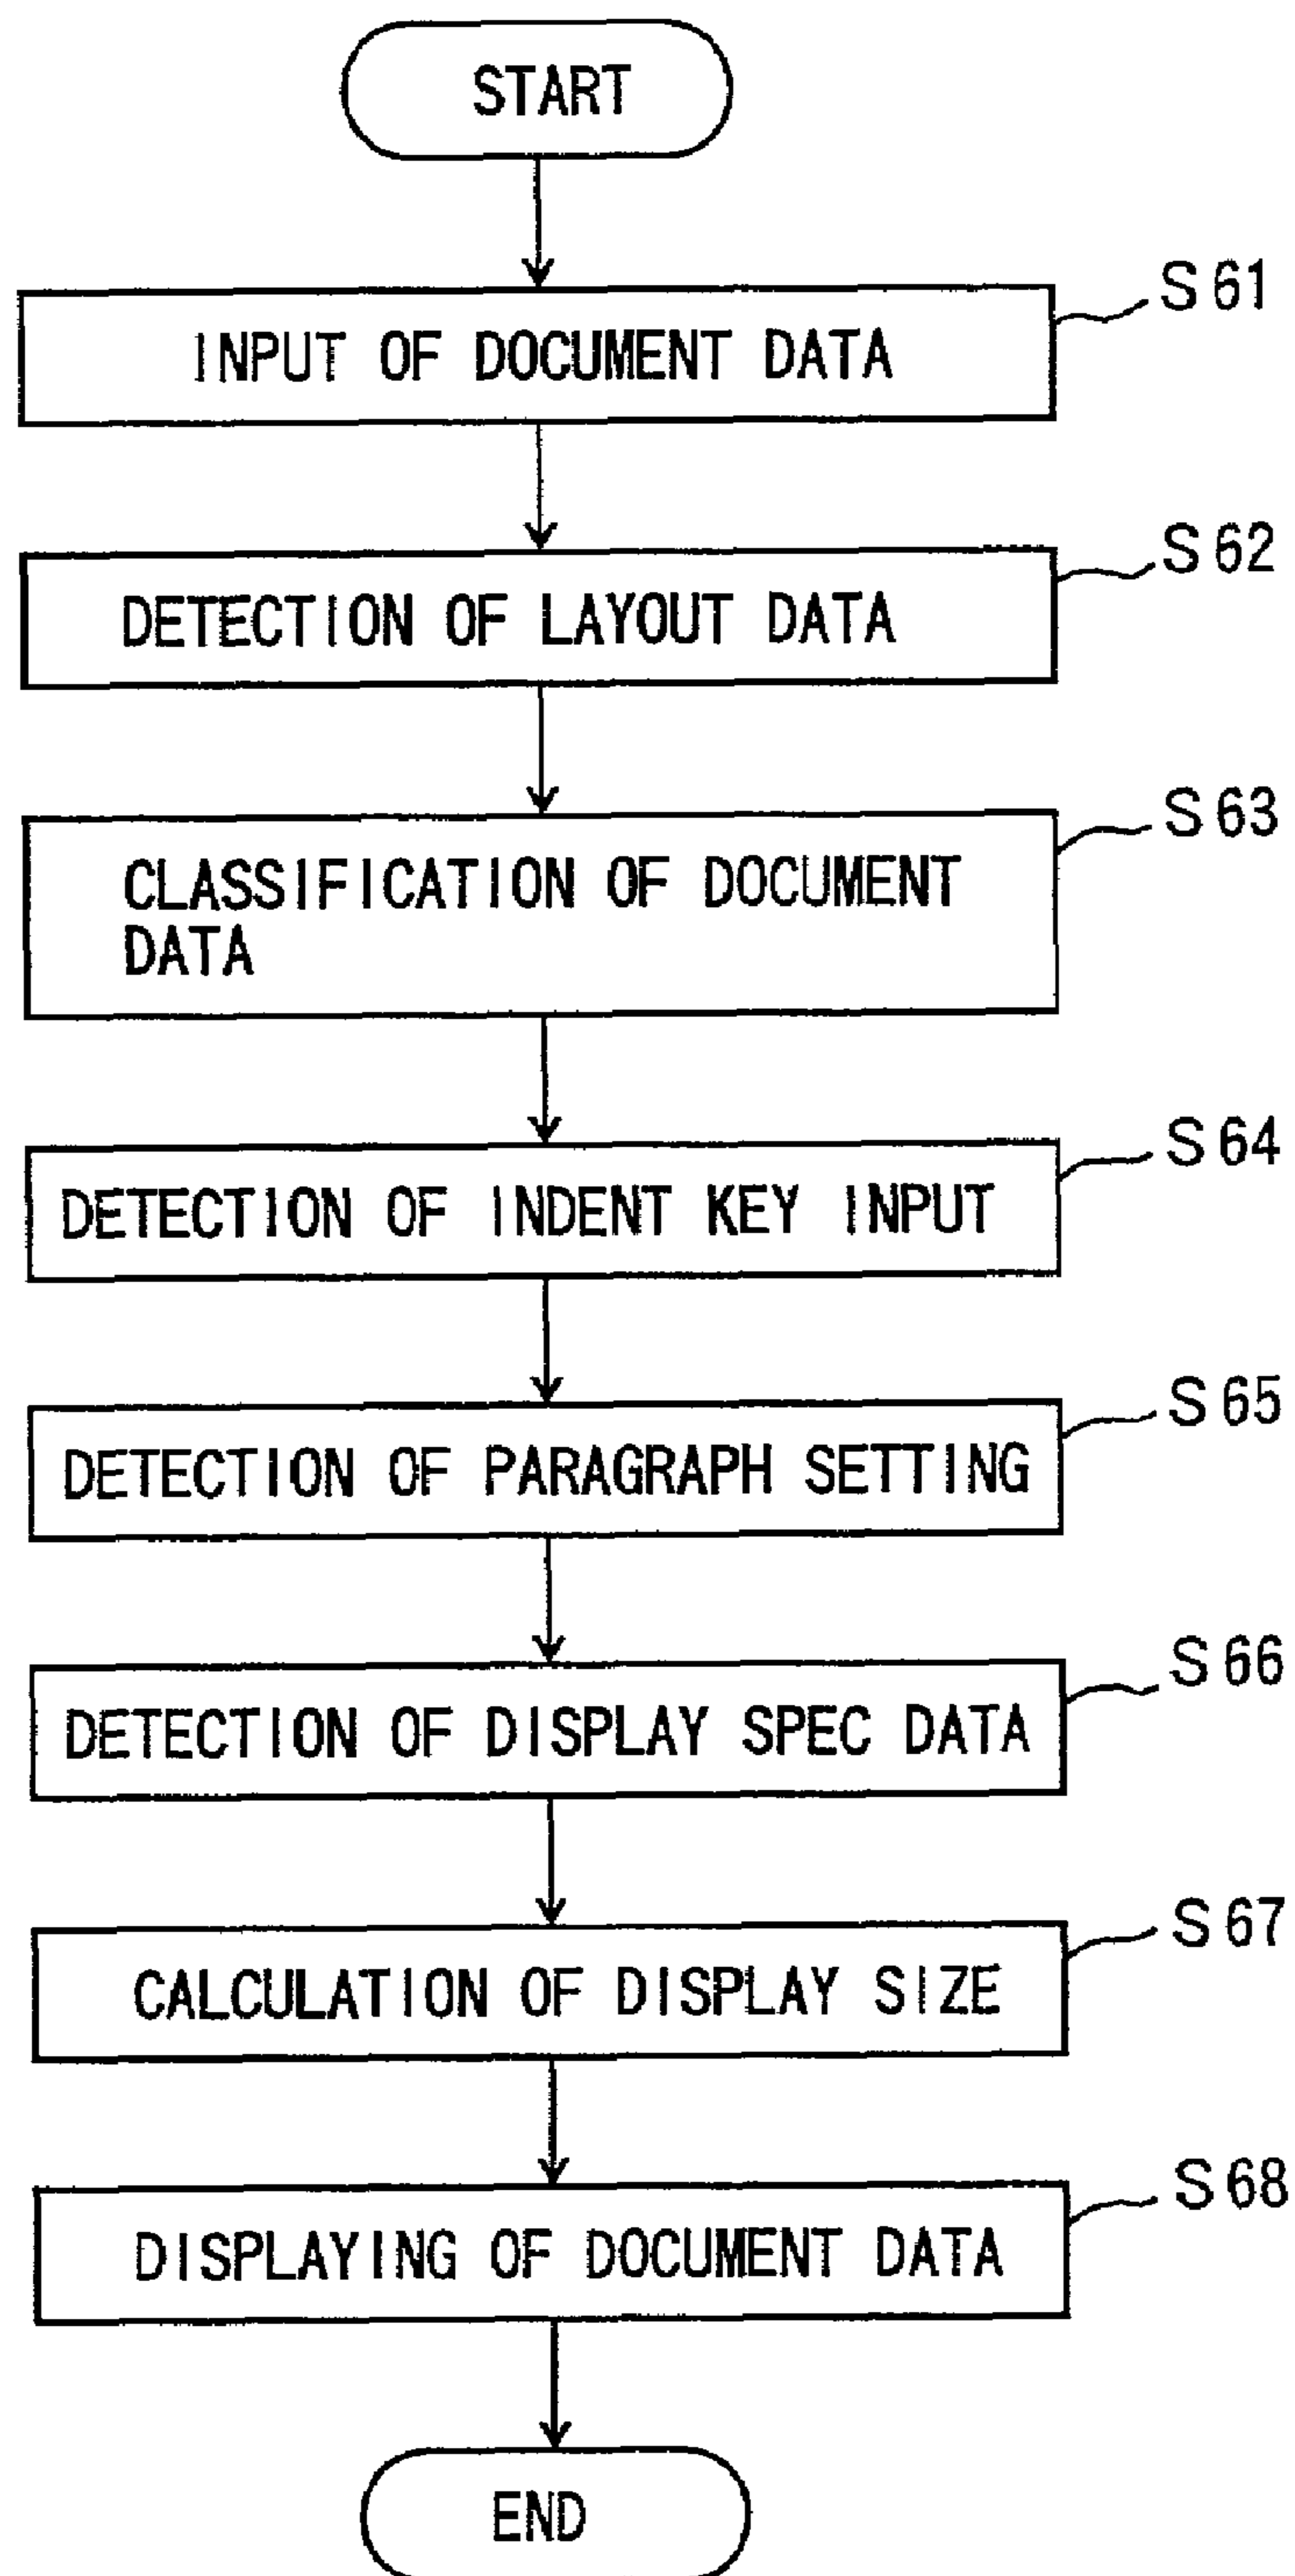 START
S61
INPUT OF DOCUMENT DATA
S62
DETECTION OF LAYOUT DATA
S63
CLASSIFICATION OF DOCUMENT
DATA
S64
DETECTION OF INDENT KEY INPUT
S65
DETECTION OF PARAGRAPH SETTING
S66
DETECTION OF DISPLAY SPEC DATA
S67
CALCULATION OF DISPLAY SIZE
S68
DISPLAYING OF DOCUMENT DATA
END